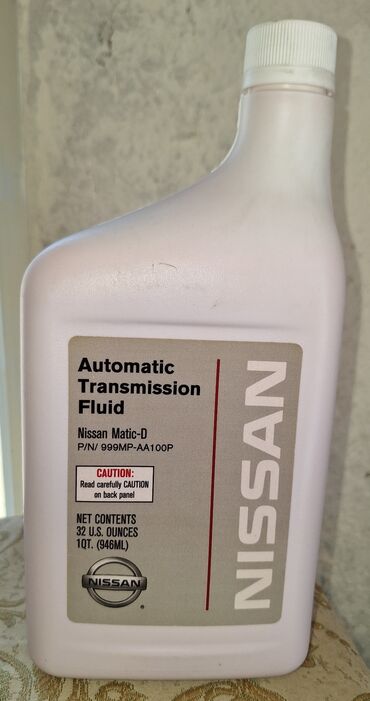 Automatic
Transmission
Fluid
Nissan Matic-D
P/N/ 999MP-AA100P
CAUTION:
Read carefully CAUTION
on back panel
NET CONTENTS
32 U.S. OUNCES
1QT. (946ML)
NISSAN
®
NISSAN